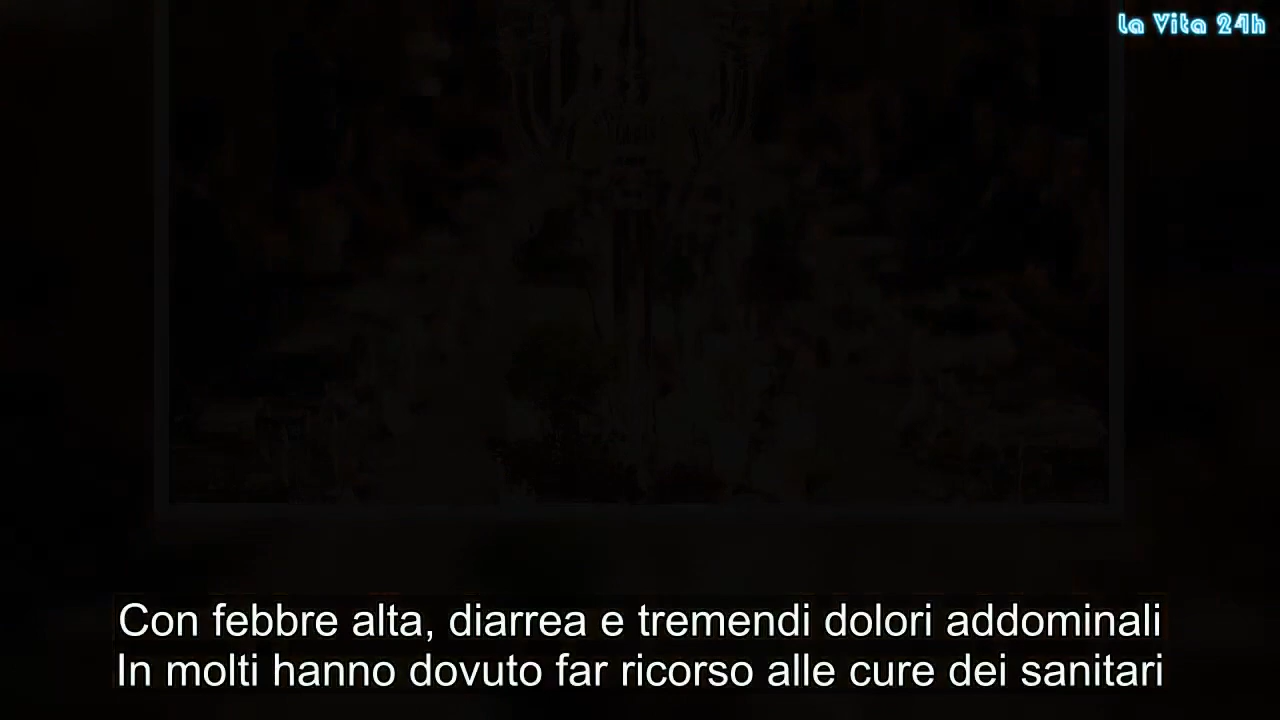 La Vita 24h
Con febbre alta, diarrea e tremendi dolori addominali
In molti hanno dovuto far ricorso alle cure dei sanitari